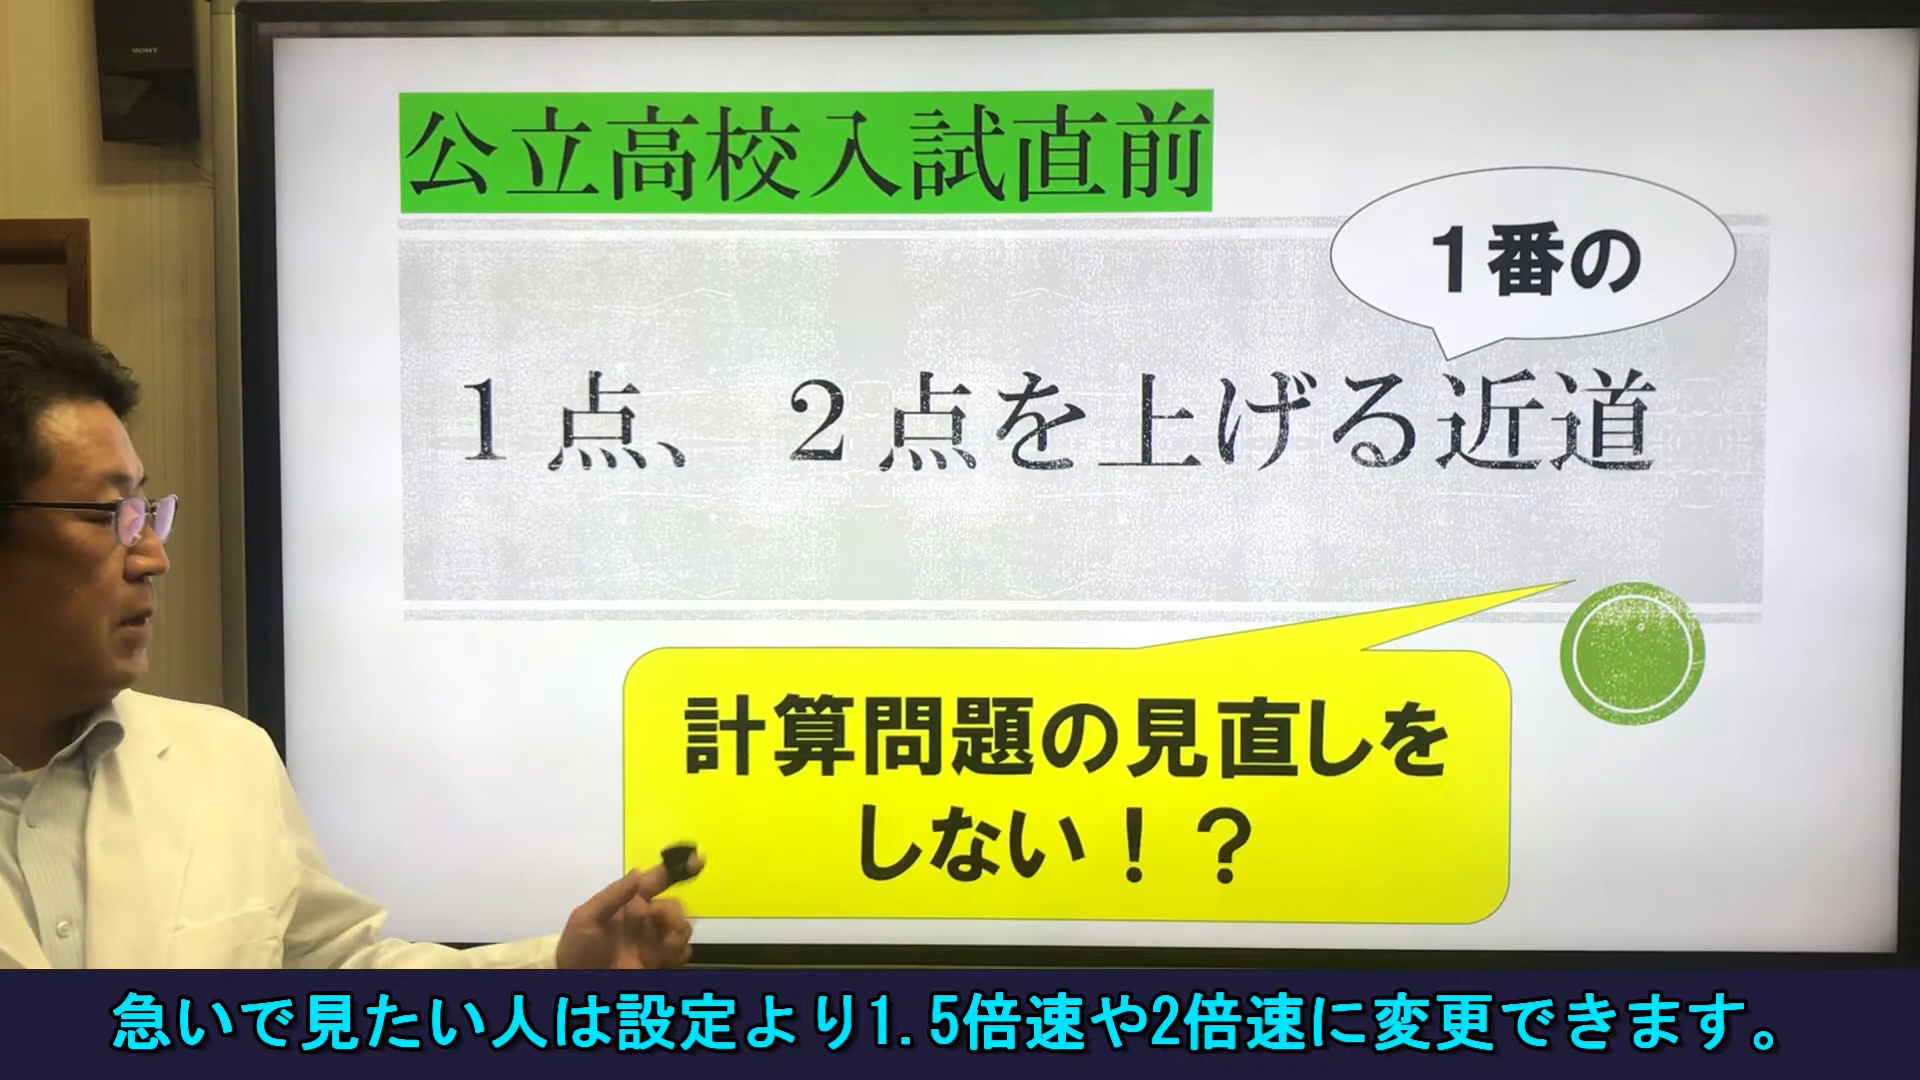 SONY
公立高校入試直前
1番の
1点、2点を上げる近道
計算問題の見直しを
しない！？
急いで見たい人は設定より1.5倍速や2倍速に変更できます。